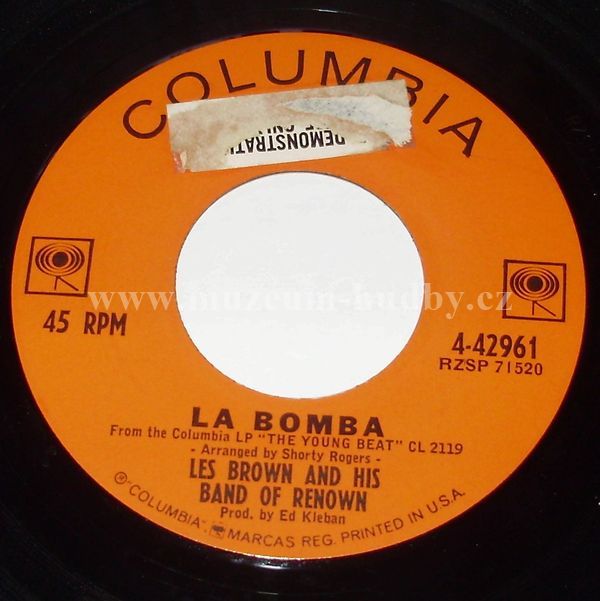 COLUMBIA
DEMONSTRATI
www.muzeum-hudby.cz
45 RPM
4-42961
RZSP 71520
LA BOMBA
From the Columbia LP "THE YOUNG BEAT" CL 2119
- Arranged by Shorty Rogers -
LES BROWN AND HIS
BAND OF RENOWN
Prod. by Ed Kleban
Ⓟ "COLUMBIA", MARCAS REG. PRINTED IN U.S.A.